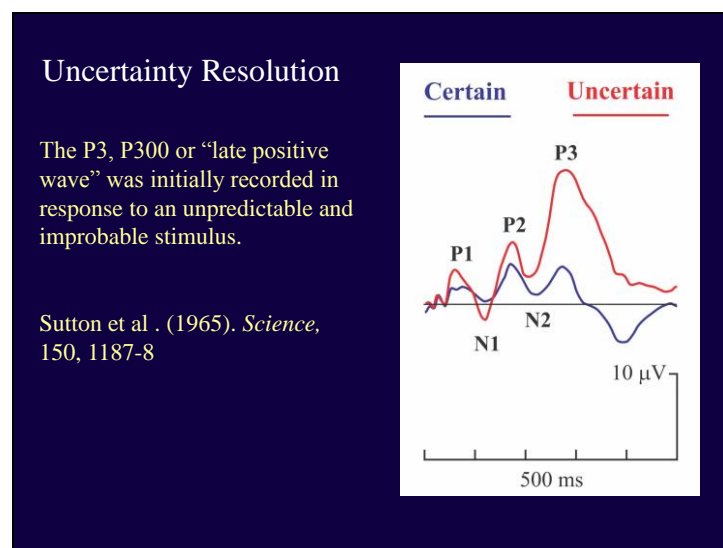 Uncertainty Resolution
The P3, P300 or “late positive
wave” was initially recorded in
response to an unpredictable and
improbable stimulus.
Sutton et al . (1965). Science,
150, 1187-8
Certain Uncertain
P3
P2
P1
N2
N1
10 μV
500 ms